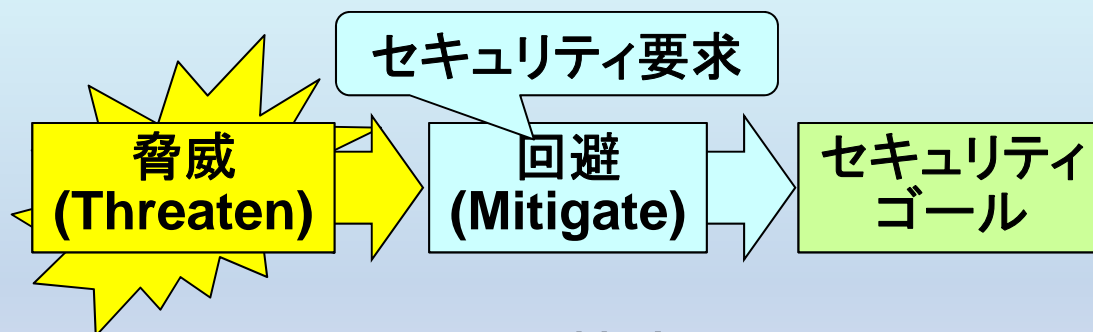 セキュリティ要求
脅威
(Threaten)
回避
(Mitigate)
セキュリティ
ゴール